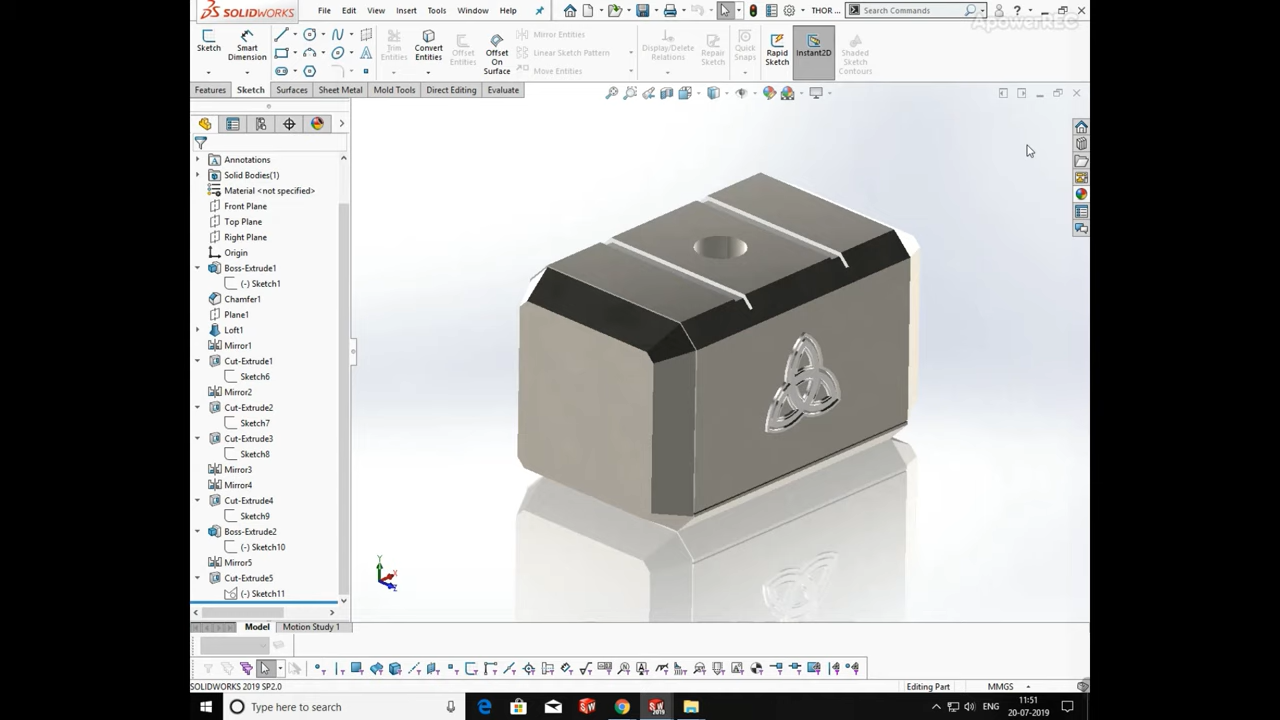 SOLIDWORKS File Edit View Insert Tools Window Help THOR ... Search Commands ?
ApowerREC
Sketch Smart Dimension Trim Entities Convert Entities Offset Entities Offset On Surface Mirror Entities Linear Sketch Pattern Move Entities Display/Delete Relations Repair Sketch Quick Snaps Rapid Sketch Instant2D Shaded Sketch Contours
Features Sketch Surfaces Sheet Metal Mold Tools Direct Editing Evaluate
Annotations
Solid Bodies(1)
Material <not specified>
Front Plane
Top Plane
Right Plane
Origin
Boss-Extrude1
(-) Sketch1
Chamfer1
Plane1
Loft1
Mirror1
Cut-Extrude1
Sketch6
Mirror2
Cut-Extrude2
Sketch7
Cut-Extrude3
Sketch8
Mirror3
Mirror4
Cut-Extrude4
Sketch9
Boss-Extrude2
(-) Sketch10
Mirror5
Cut-Extrude5
(-) Sketch11
Y
X
Z
Model Motion Study 1
SOLIDWORKS 2019 SP2.0 Editing Part MMGS
Type here to search ENG 11:51
20-07-2019